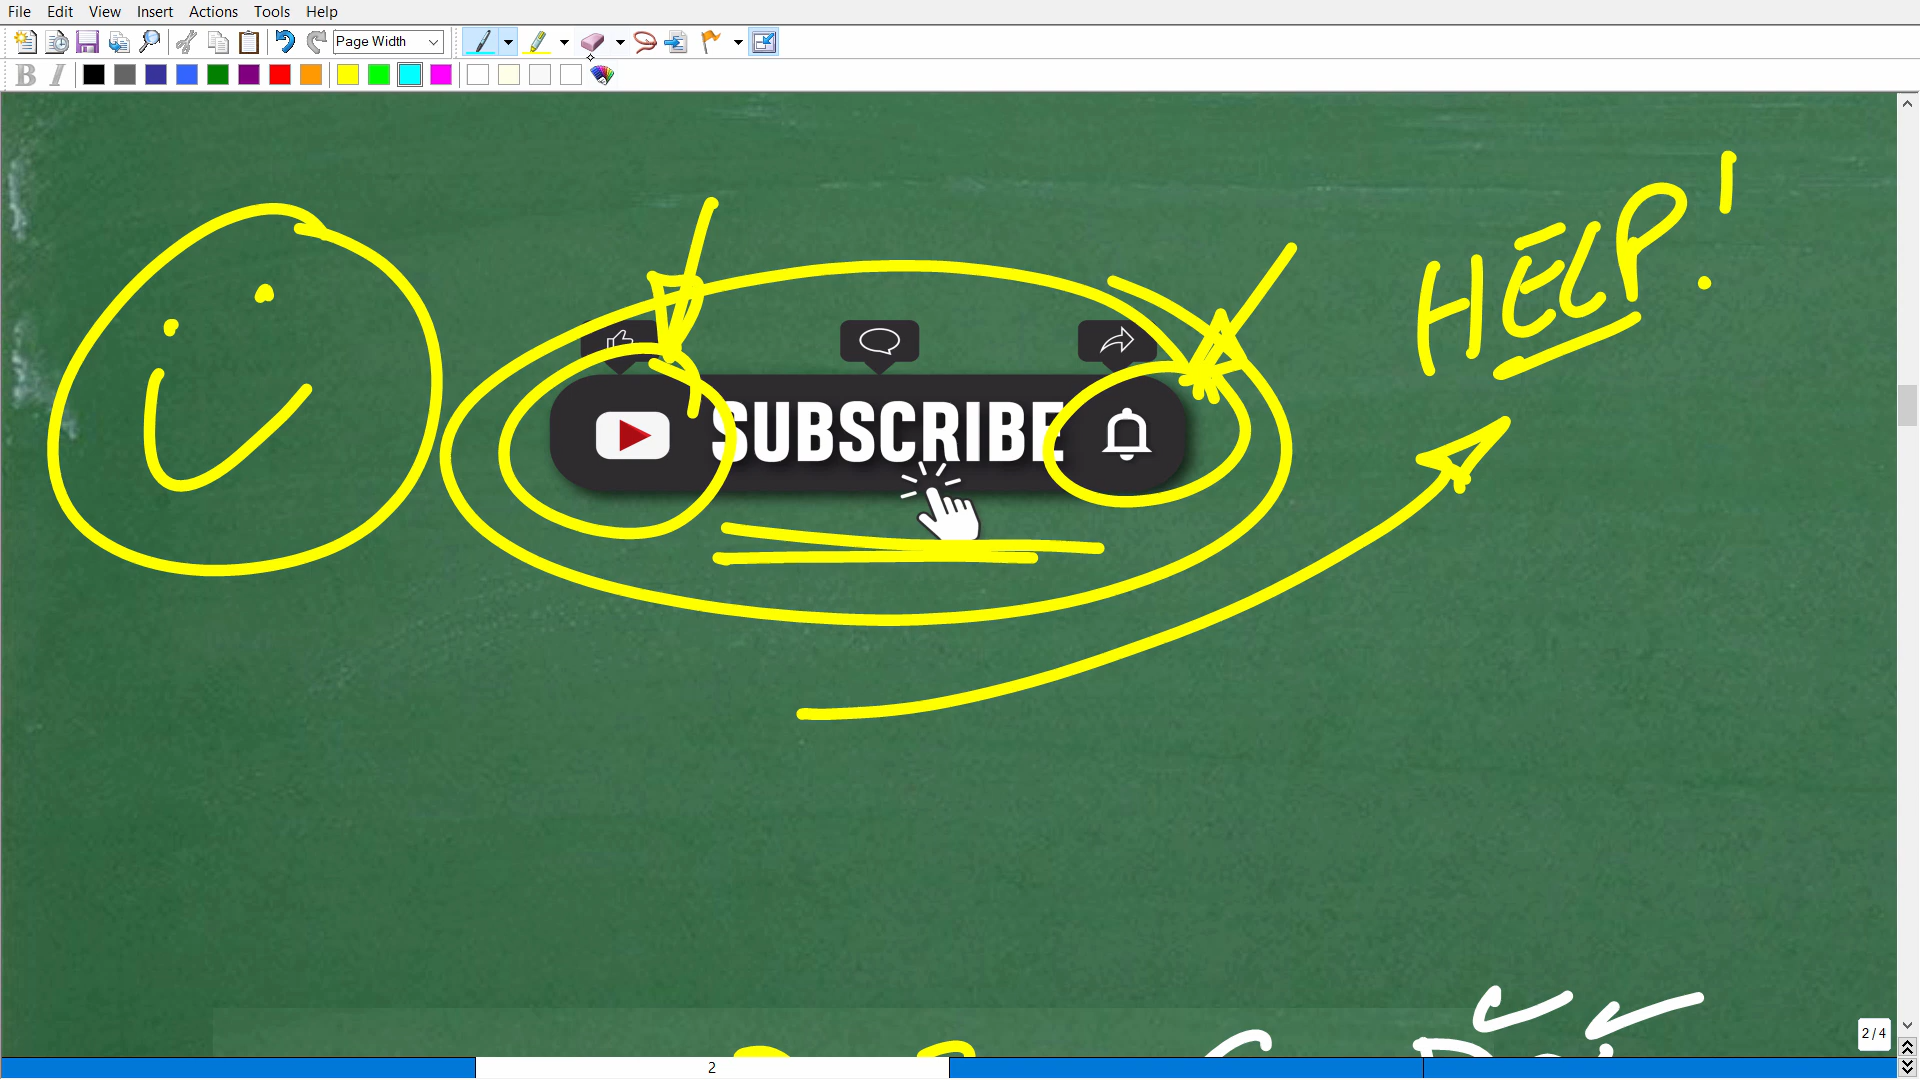 File Edit View Insert Actions Tools Help
Page Width
B I
HELP!
SUBSCRIBE
2 / 4
2